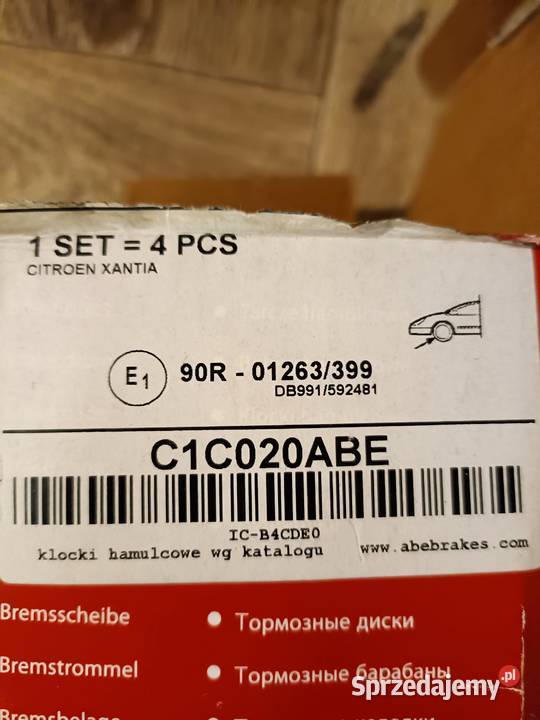 1 SET = 4 PCS
CITROEN XANTIA
E1 90R - 01263/399
DB991/592481
C1C020ABE
IC-B4CDE0
klocki hamulcowe wg katalogu www.abebrakes.com
Bremsscheibe • Тормозные диски
Bremstrommel • Тормозные барабаны
Sprzedajemy.pl